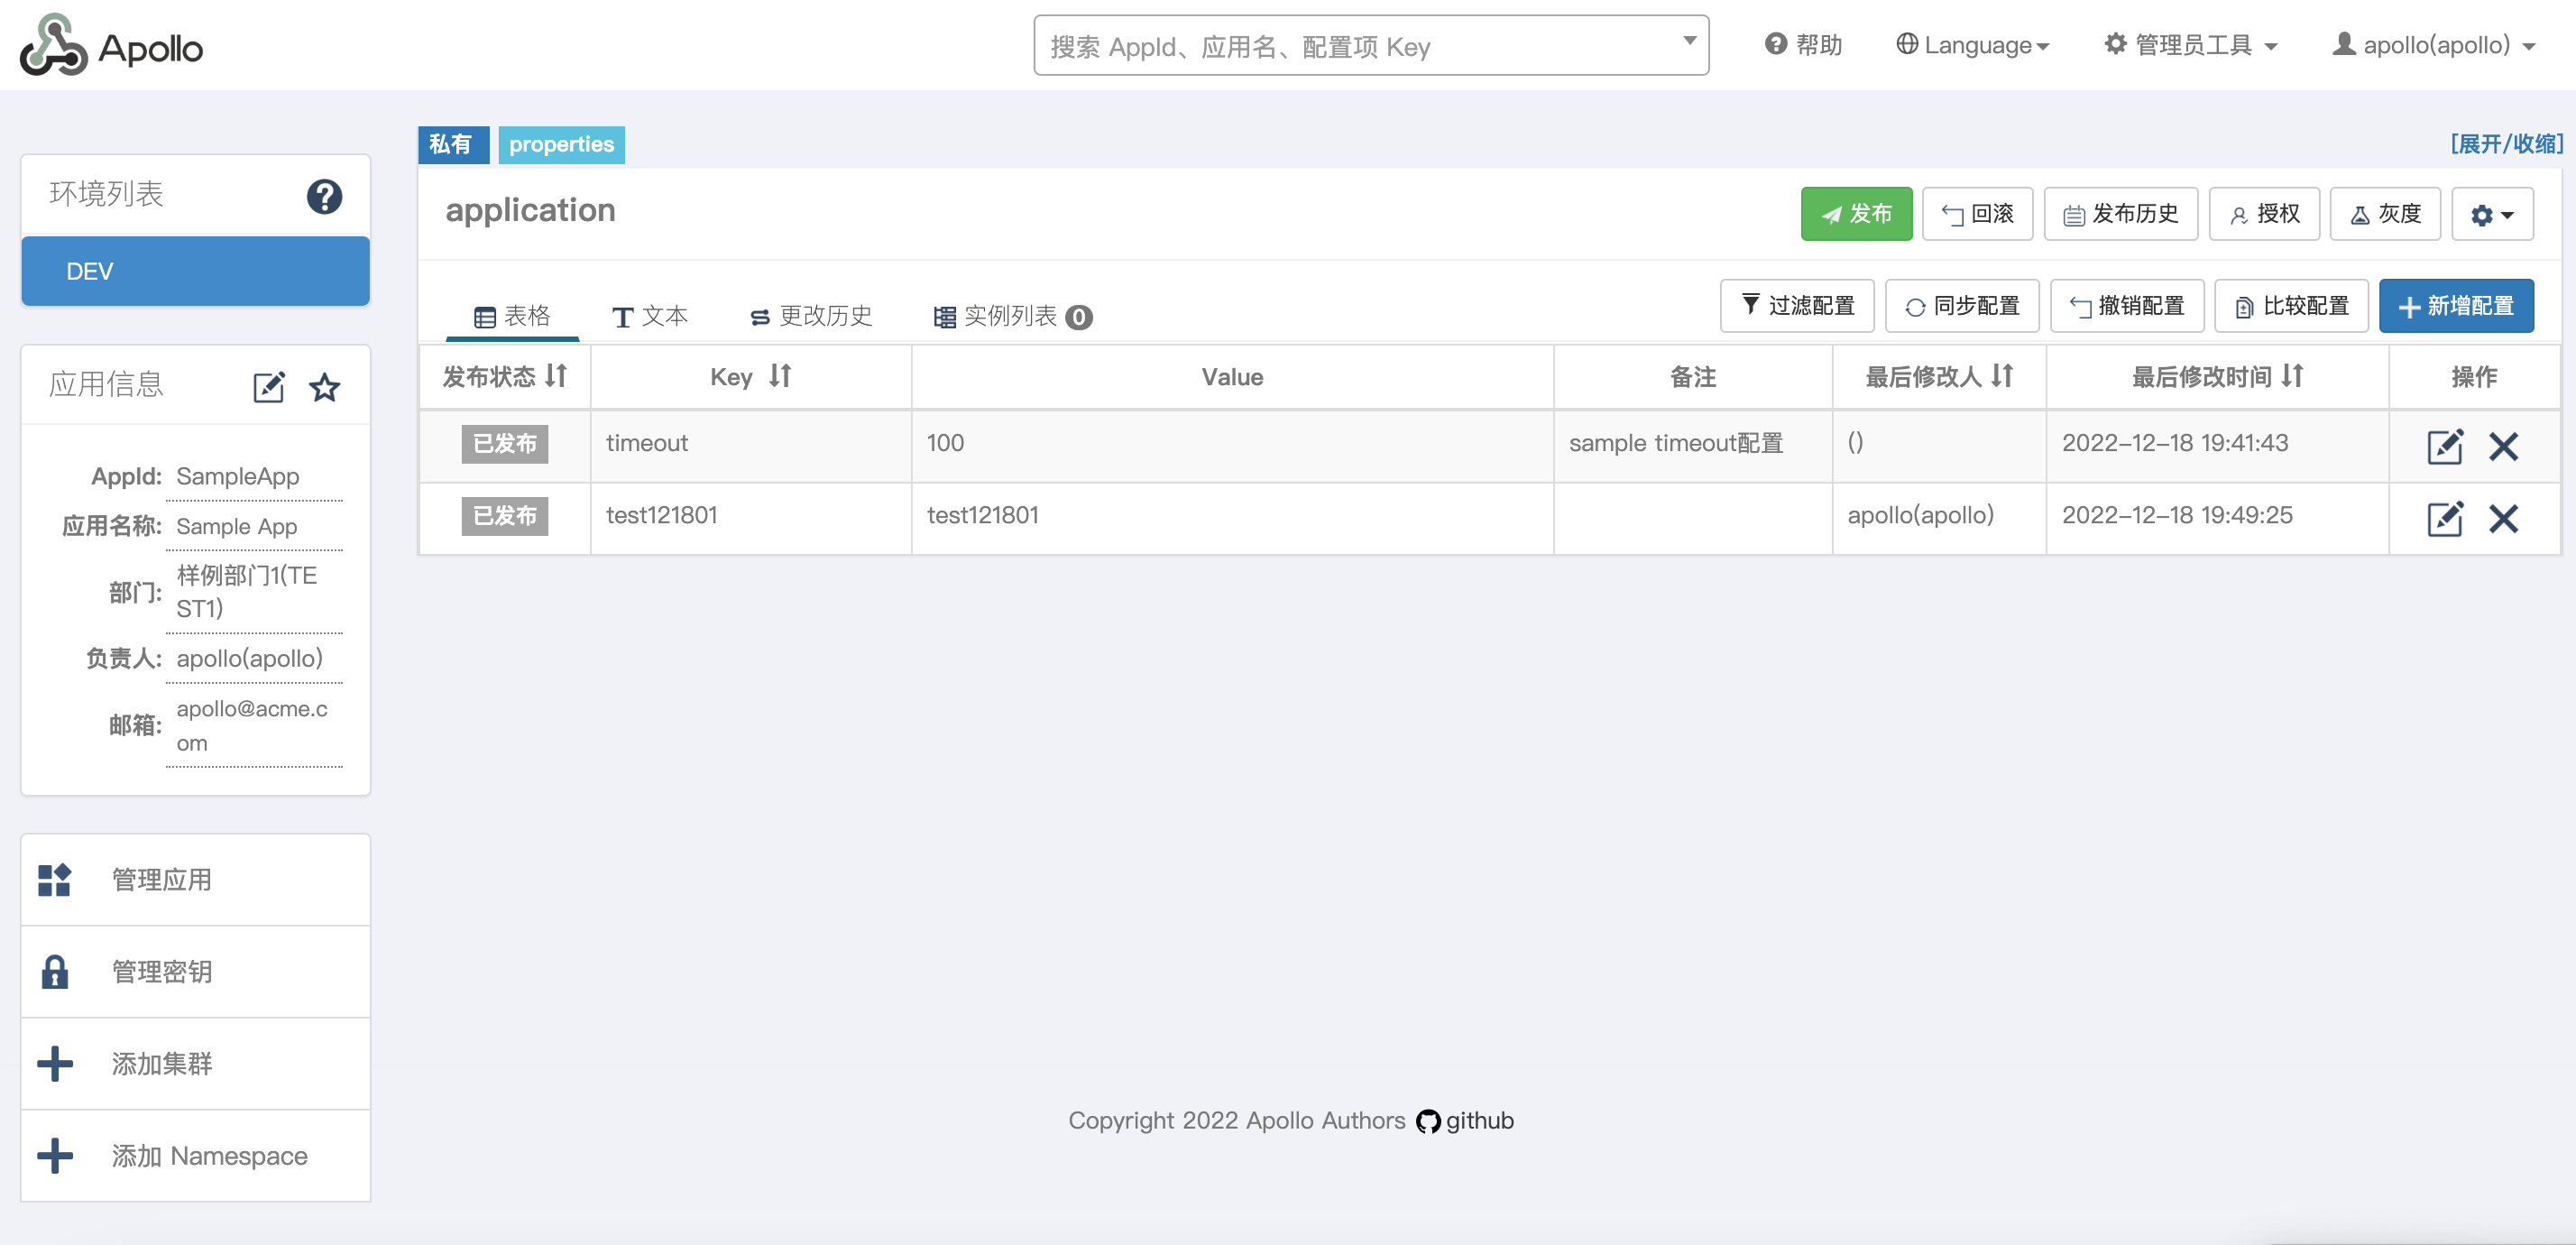 Apollo
搜索 AppId、应用名、配置项 Key
帮助
Language
管理员工具
apollo(apollo)
私有
properties
[展开/收缩]
环境列表
DEV
application
发布
回滚
发布历史
授权
灰度
表格
文本
更改历史
实例列表 0
过滤配置
同步配置
撤销配置
比较配置
新增配置
发布状态 Key Value 备注 最后修改人 最后修改时间 操作
已发布 timeout 100 sample timeout配置 () 2022-12-18 19:41:43
已发布 test121801 test121801 apollo(apollo) 2022-12-18 19:49:25
应用信息
AppId: SampleApp
应用名称: Sample App
部门: 样例部门1(TE
ST1)
负责人: apollo(apollo)
邮箱: apollo@acme.c
om
管理应用
管理密钥
添加集群
添加 Namespace
Copyright 2022 Apollo Authors github